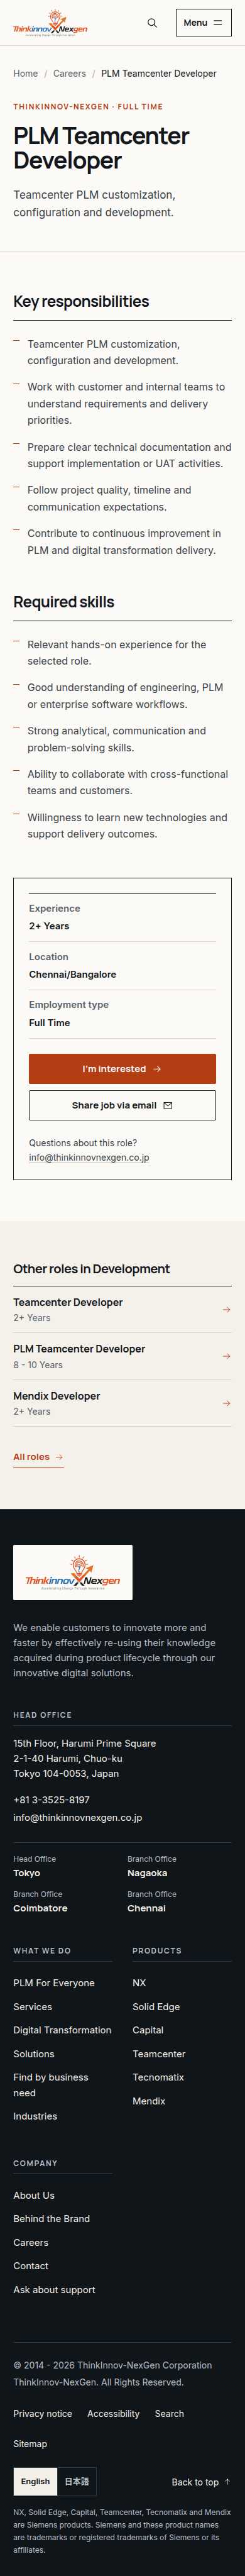 ThinkinnovNexgen
Accelerating Change Through Innovation
Menu
Home / Careers / PLM Teamcenter Developer
THINKINNOV-NEXGEN · FULL TIME
PLM Teamcenter
Developer
Teamcenter PLM customization,
configuration and development.
Key responsibilities
Teamcenter PLM customization,
configuration and development.
Work with customer and internal teams to
understand requirements and delivery
priorities.
Prepare clear technical documentation and
support implementation or UAT activities.
Follow project quality, timeline and
communication expectations.
Contribute to continuous improvement in
PLM and digital transformation delivery.
Required skills
Relevant hands-on experience for the
selected role.
Good understanding of engineering, PLM
or enterprise software workflows.
Strong analytical, communication and
problem-solving skills.
Ability to collaborate with cross-functional
teams and customers.
Willingness to learn new technologies and
support delivery outcomes.
Experience
2+ Years
Location
Chennai/Bangalore
Employment type
Full Time
I'm interested →
Share job via email
Questions about this role?
info@thinkinnovnexgen.co.jp
Other roles in Development
Teamcenter Developer
2+ Years →
PLM Teamcenter Developer
8 - 10 Years →
Mendix Developer
2+ Years →
All roles →
ThinkinnovNexgen
Accelerating Change Through Innovation
We enable customers to innovate more and
faster by effectively re-using their knowledge
acquired during product lifecycle through our
innovative digital solutions.
HEAD OFFICE
15th Floor, Harumi Prime Square
2-1-40 Harumi, Chuo-ku
Tokyo 104-0053, Japan
+81 3-3525-8197
info@thinkinnovnexgen.co.jp
Head Office
Tokyo
Branch Office
Nagaoka
Branch Office
Coimbatore
Branch Office
Chennai
WHAT WE DO
PLM For Everyone
Services
Digital Transformation
Solutions
Find by business
need
Industries
PRODUCTS
NX
Solid Edge
Capital
Teamcenter
Tecnomatix
Mendix
COMPANY
About Us
Behind the Brand
Careers
Contact
Ask about support
© 2014 - 2026 ThinkInnov-NexGen Corporation
ThinkInnov-NexGen. All Rights Reserved.
Privacy notice Accessibility Search
Sitemap
English 日本語 Back to top ↑
NX, Solid Edge, Capital, Teamcenter, Tecnomatix and Mendix
are Siemens products. Siemens and these product names
are trademarks or registered trademarks of Siemens or its
affiliates.